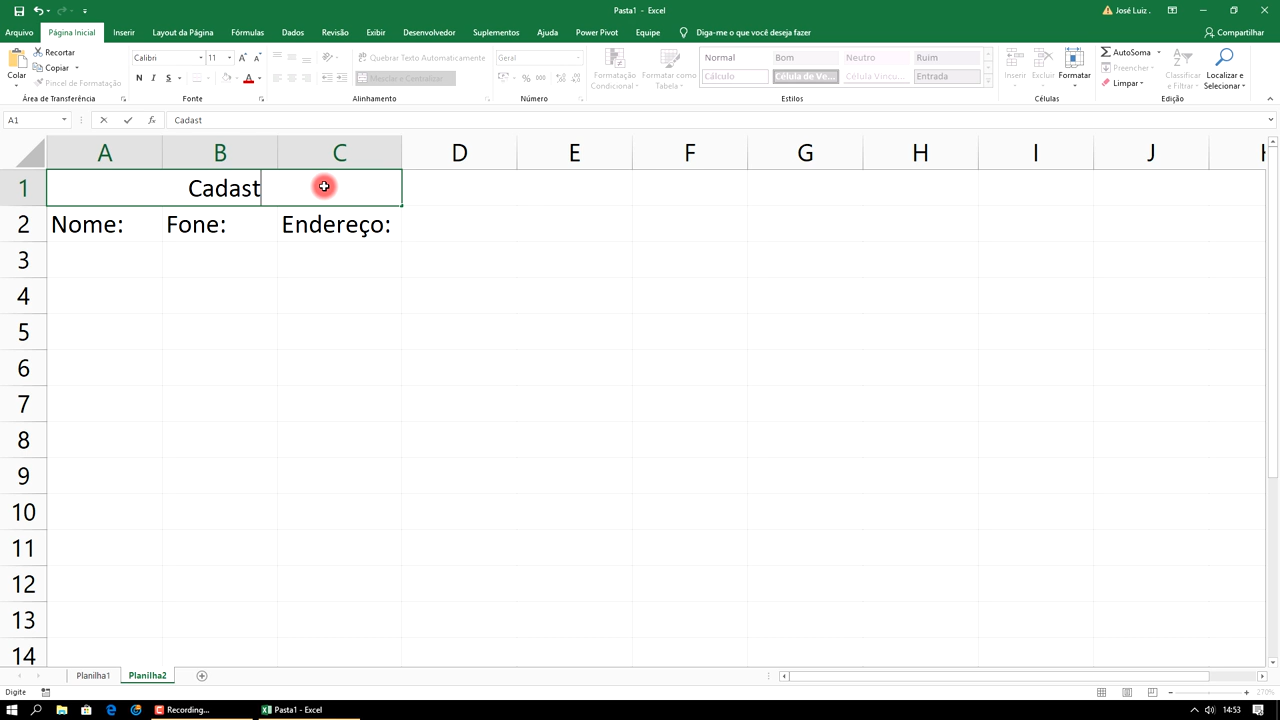 Pasta1 - Excel
José Luiz .
Arquivo Página Inicial Inserir Layout da Página Fórmulas Dados Revisão Exibir Desenvolvedor Suplementos Ajuda Power Pivot Equipe Diga-me o que você deseja fazer Compartilhar
Colar
Recortar
Copiar
Pincel de Formatação
Área de Transferência
Calibri 11
N I S
Fonte
Quebrar Texto Automaticamente
Mesclar e Centralizar
Alinhamento
Geral
% 000
Número
Formatação Condicional
Formatar como Tabela
Normal Bom Neutro Ruim
Cálculo Célula de Ve... Célula Vincu... Entrada
Estilos
Inserir Excluir Formatar
Células
AutoSoma
Preencher
Limpar
Classificar e Filtrar
Localizar e Selecionar
Edição
A1 fx Cadast
A B C D E F G H I J
1 Cadast
2 Nome: Fone: Endereço:
3
4
5
6
7
8
9
10
11
12
13
14
Planilha1 Planilha2
Digite 270%
Recording... Pasta1 - Excel 14:53